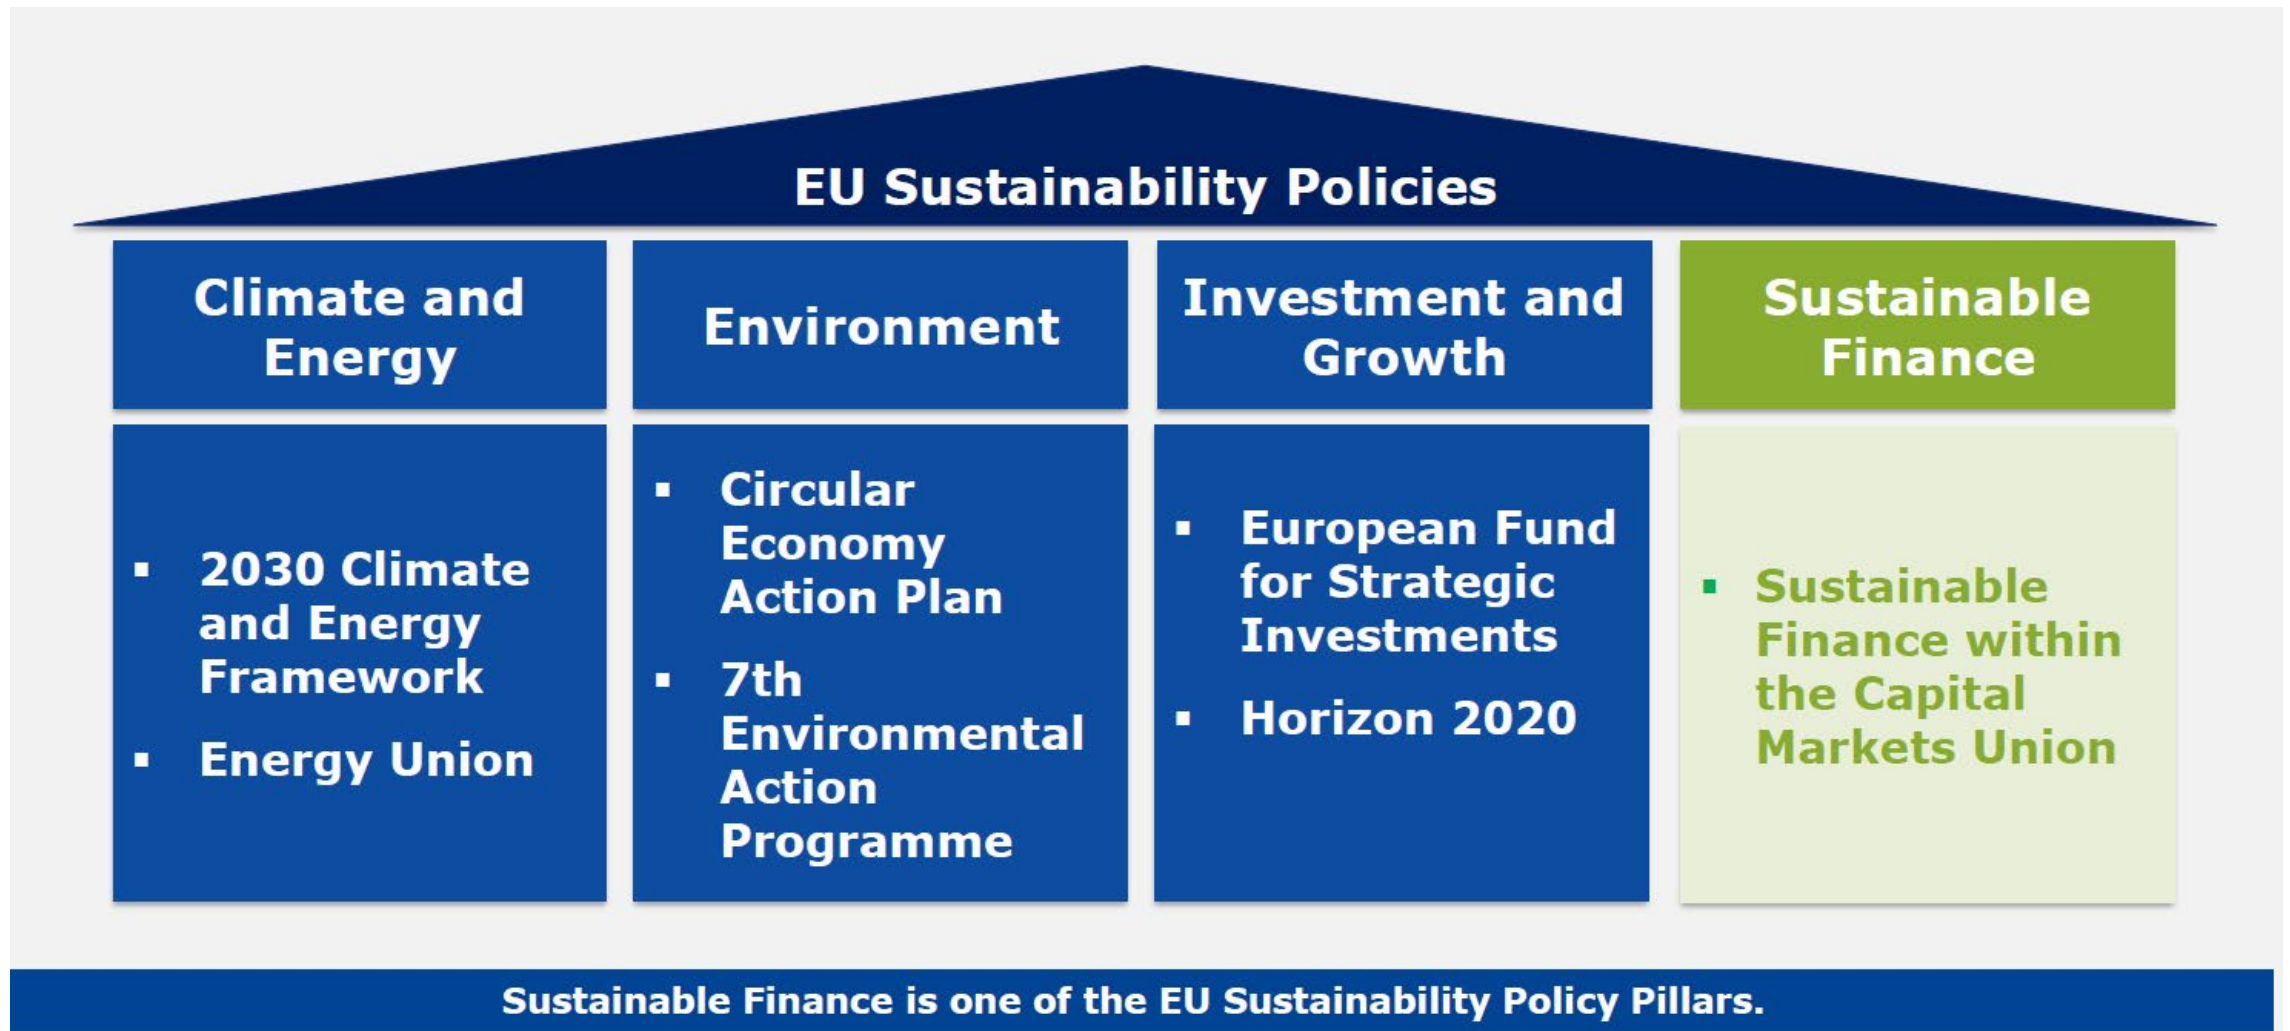 EU Sustainability Policies
Climate and
Energy
Environment
Investment and
Growth
Sustainable
Finance
▪ 2030 Climate
and Energy
Framework
▪ Energy Union
▪ Circular
Economy
Action Plan
▪ 7th
Environmental
Action
Programme
▪ European Fund
for Strategic
Investments
▪ Horizon 2020
▪ Sustainable
Finance within
the Capital
Markets Union
Sustainable Finance is one of the EU Sustainability Policy Pillars.